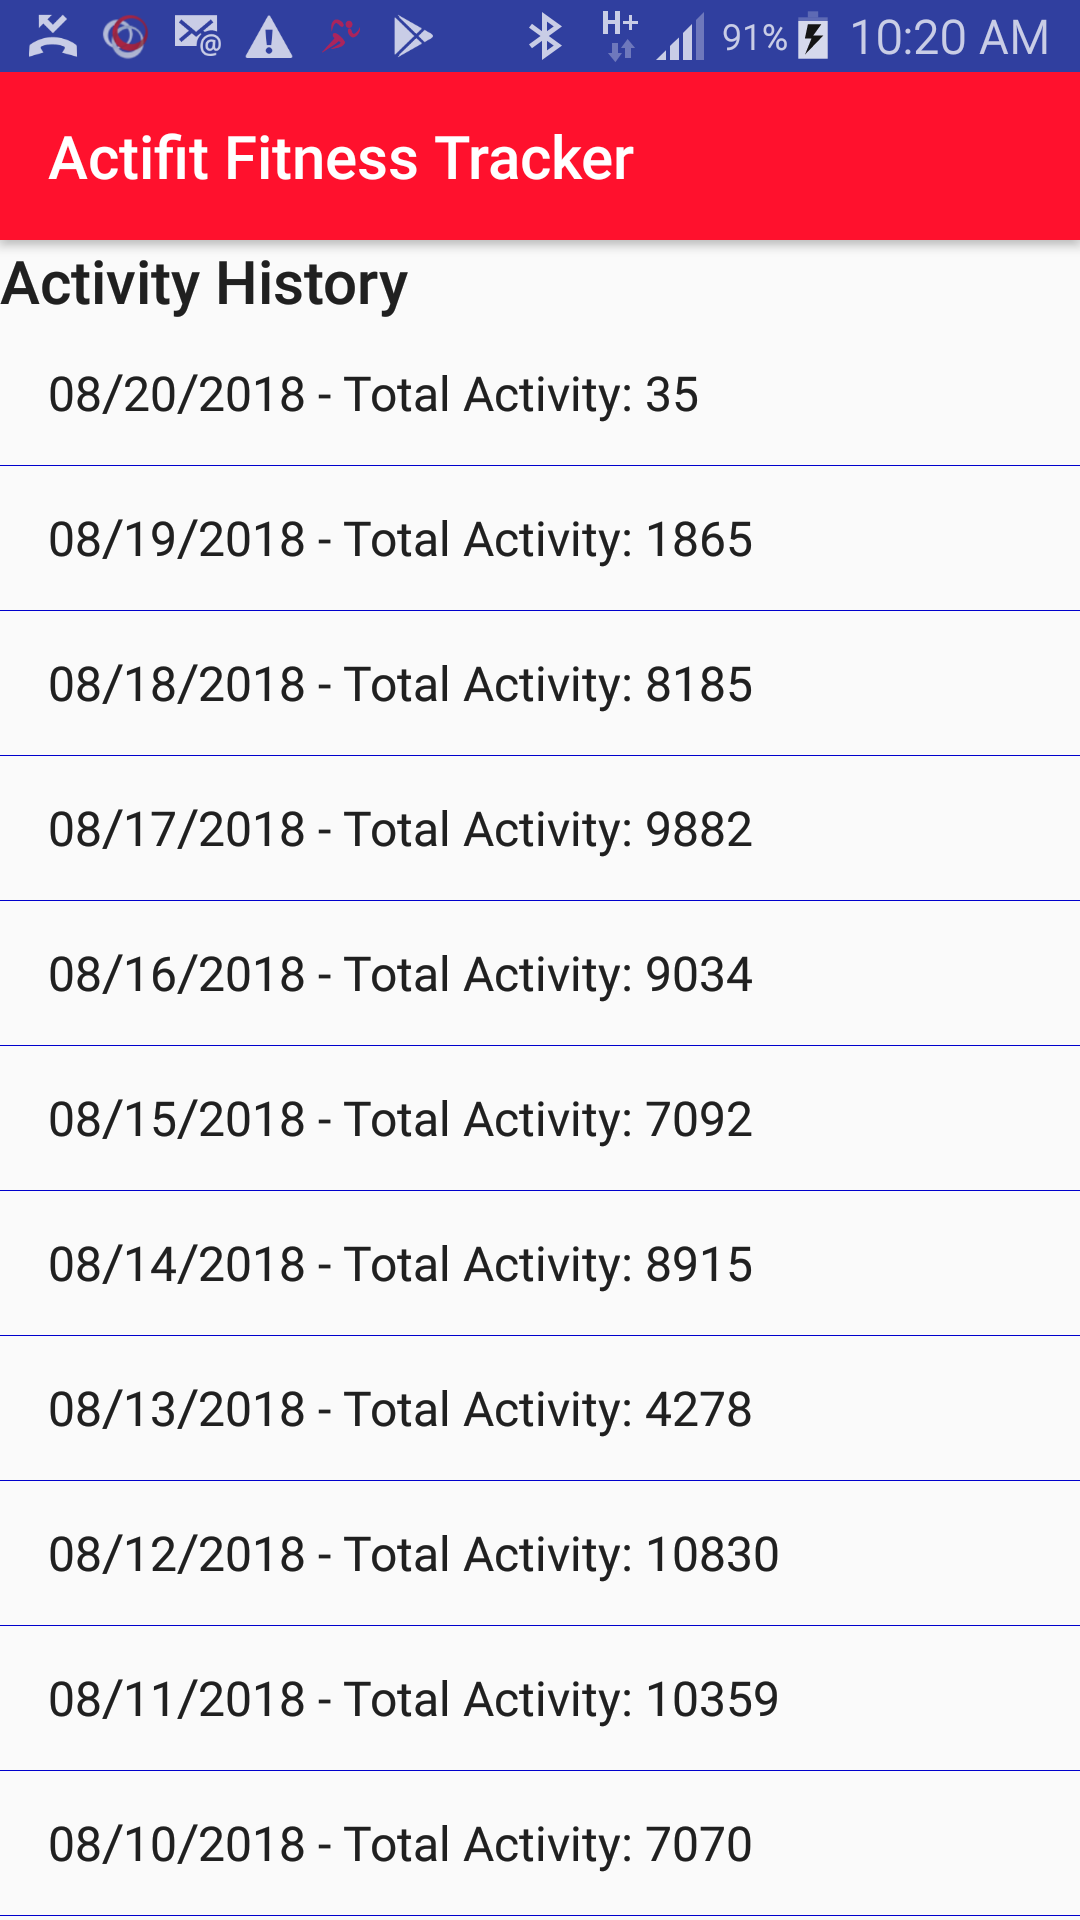 H+ 91% 10:20 AM
Actifit Fitness Tracker
Activity History
08/20/2018 - Total Activity: 35
08/19/2018 - Total Activity: 1865
08/18/2018 - Total Activity: 8185
08/17/2018 - Total Activity: 9882
08/16/2018 - Total Activity: 9034
08/15/2018 - Total Activity: 7092
08/14/2018 - Total Activity: 8915
08/13/2018 - Total Activity: 4278
08/12/2018 - Total Activity: 10830
08/11/2018 - Total Activity: 10359
08/10/2018 - Total Activity: 7070